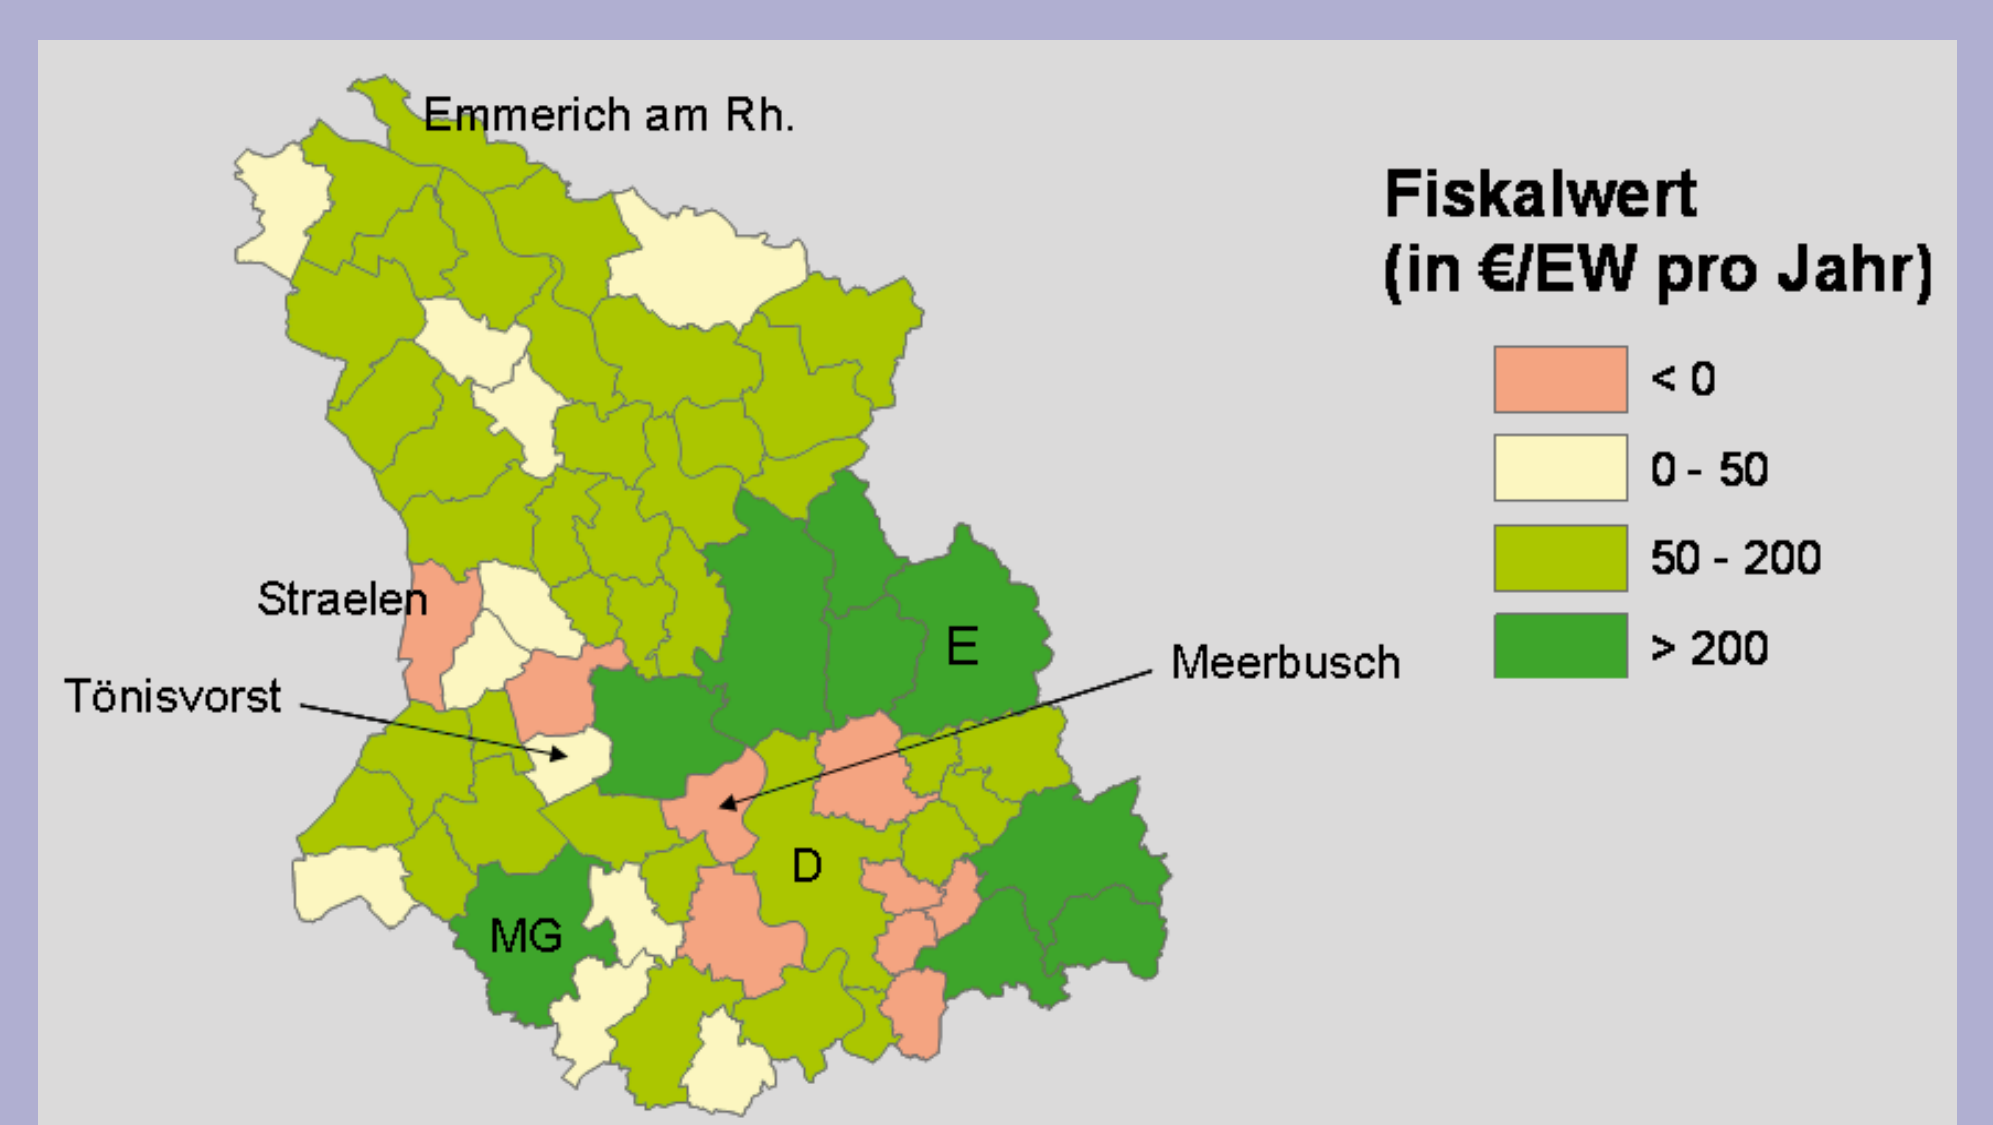 Emmerich am Rh.
Fiskalwert
(in €/EW pro Jahr)
< 0
0 - 50
50 - 200
> 200
Straelen
E
Meerbusch
Tönisvorst
D
MG